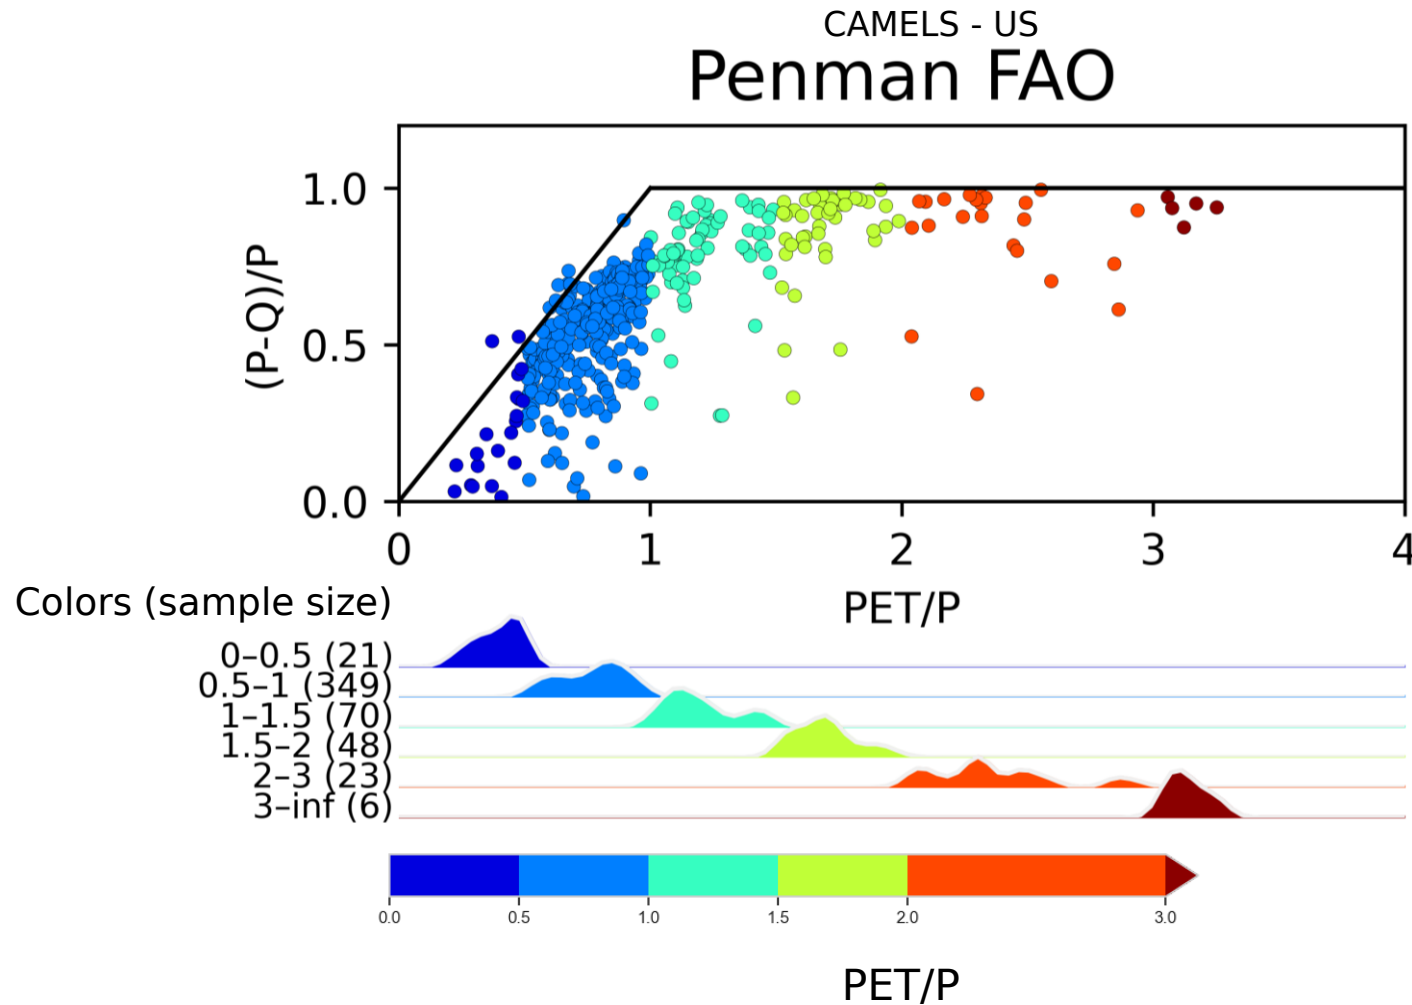 CAMELS - US
Penman FAO
(P-Q)/P
1.0
0.5
0.0
0 1 2 3 4
PET/P
Colors (sample size)
0–0.5 (21)
0.5–1 (349)
1–1.5 (70)
1.5–2 (48)
2–3 (23)
3–inf (6)
0.0 0.5 1.0 1.5 2.0 3.0
PET/P